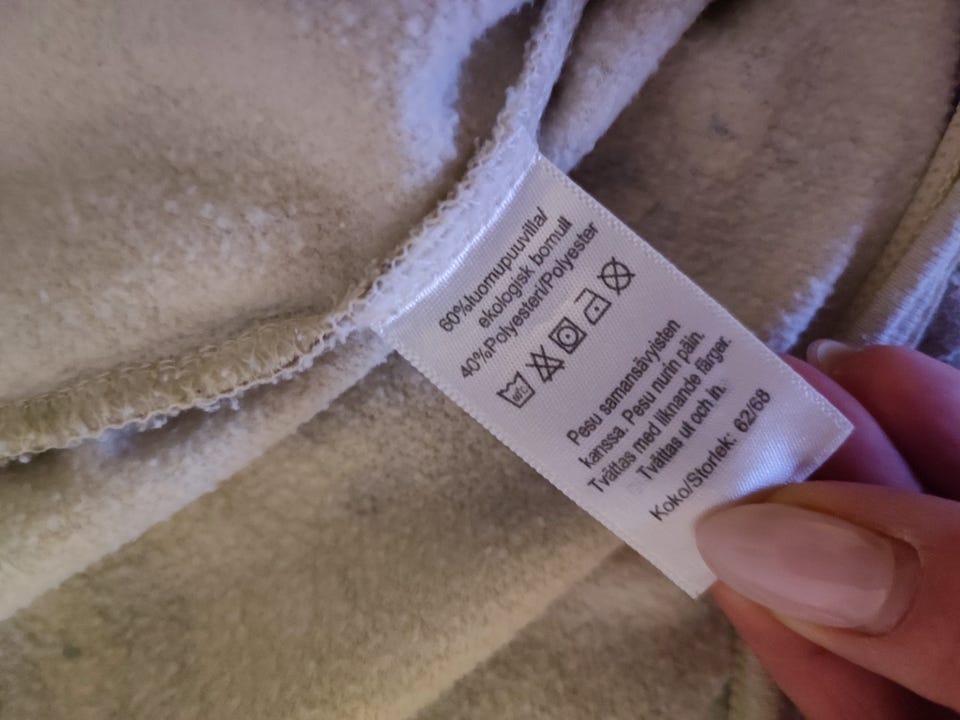 60%luomupuuvilla/
ekologisk bomull
40%Polyesteri/Polyester
Pesu samansävyisten
kanssa. Pesu nurin päin.
Tvättas med liknande färger.
Tvättas ut och in.
Koko/Storlek: 62/68